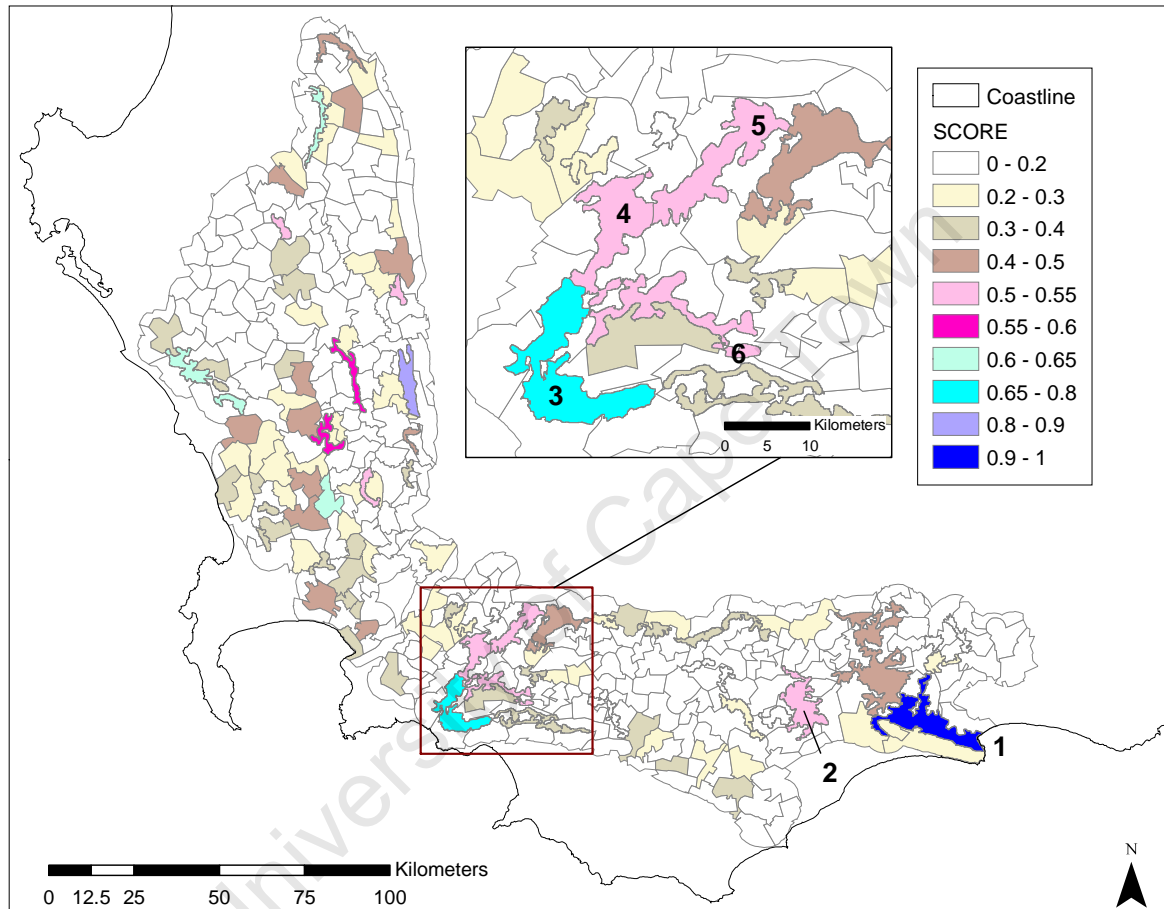 Coastline
SCORE
0 - 0.2
0.2 - 0.3
0.3 - 0.4
0.4 - 0.5
0.5 - 0.55
0.55 - 0.6
0.6 - 0.65
0.65 - 0.8
0.8 - 0.9
0.9 - 1
5
4
6
3
Kilometers
0 5 10
1
2
University of Cape Town
Kilometers
0 12.5 25 50 75 100
N